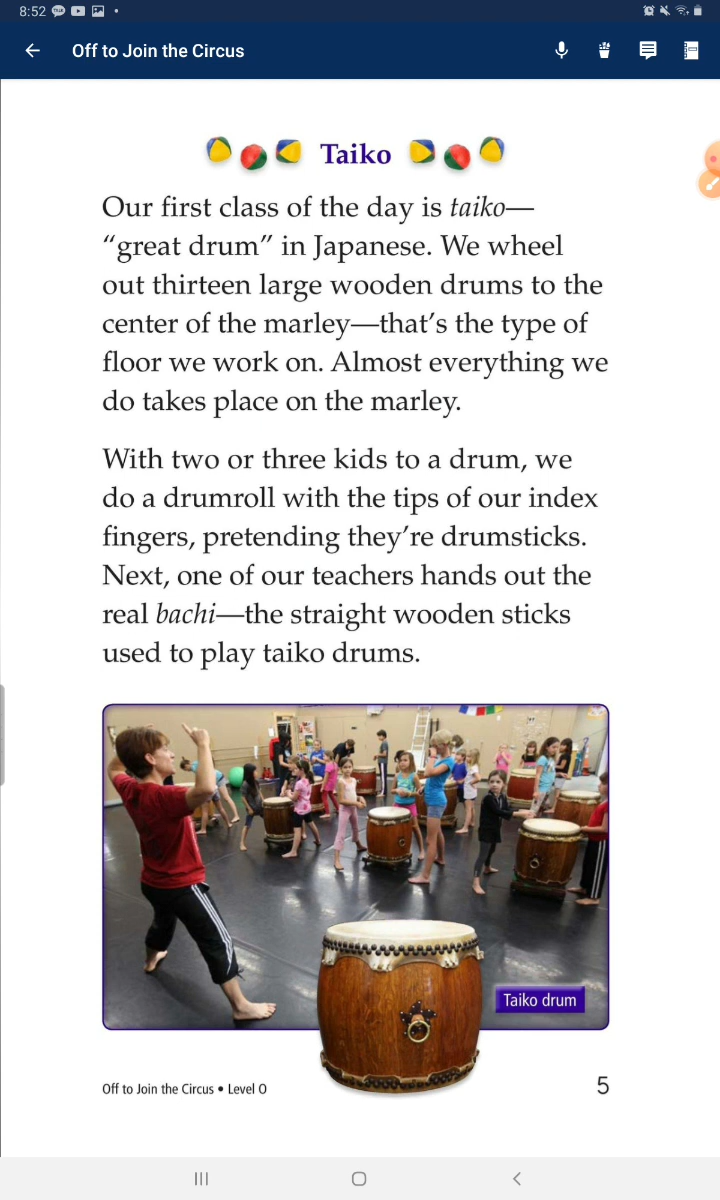 8:52
Off to Join the Circus
Taiko
Our first class of the day is taiko—
“great drum” in Japanese. We wheel
out thirteen large wooden drums to the
center of the marley—that’s the type of
floor we work on. Almost everything we
do takes place on the marley.
With two or three kids to a drum, we
do a drumroll with the tips of our index
fingers, pretending they’re drumsticks.
Next, one of our teachers hands out the
real bachi—the straight wooden sticks
used to play taiko drums.
Taiko drum
Off to Join the Circus • Level O
5